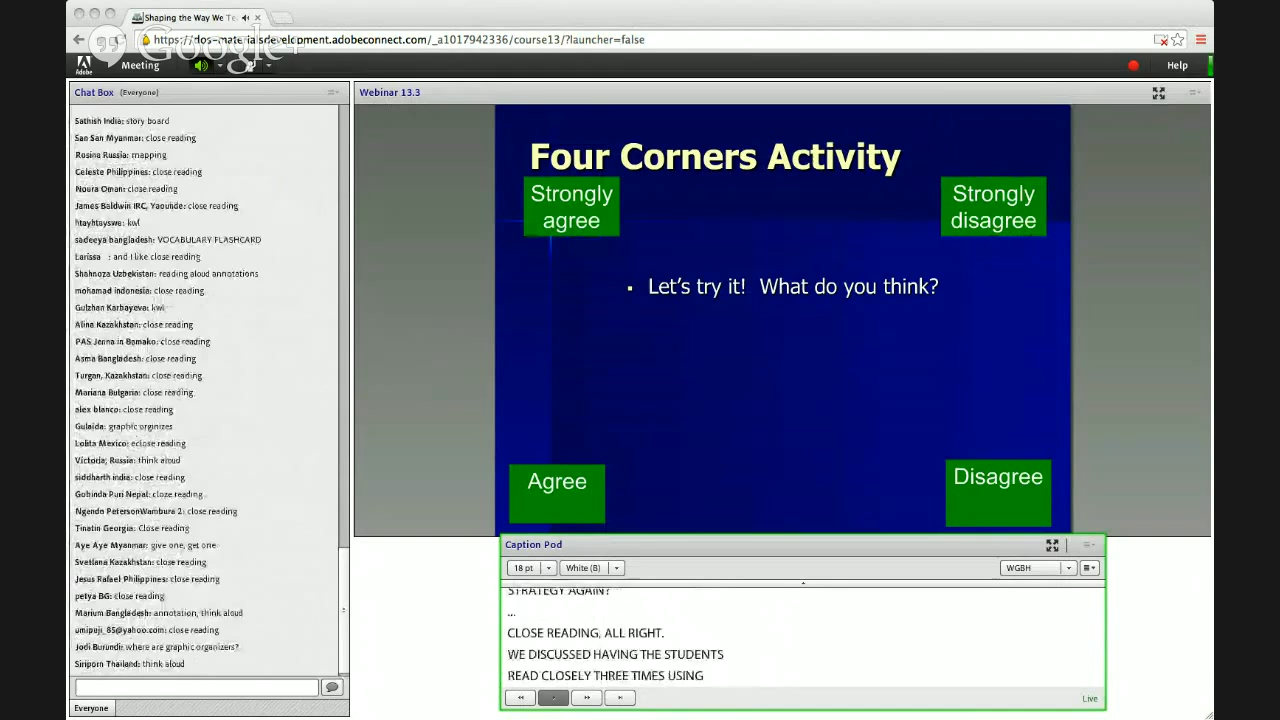 Shaping the Way We Te
https://dos-materialsdevelopment.adobeconnect.com/_a1017942336/course13/?launcher=false
Google+
Adobe
Meeting
Help
Chat Box (Everyone)
Sathish India: story board
San San Myanmar: close reading
Rosina Russia: mapping
Celeste Philippines: close reading
Noura Oman: close reading
James Baldwin IRC, Yaounde: close reading
htayhtayswe: kwl
sadeeya bangladesh: VOCABULARY FLASHCARD
Larissa : and I like close reading
Shahnoza Uzbekistan: reading aloud annotations
mohamad indonesia: close reading
Gulzhan Karbayeva: kwl
Alina Kazakhstan: close reading
PAS Jenna in Bamako: close reading
Asma Bangladesh: close reading
Turgan, Kazakhstan: close reading
Mariana Bulgaria: close reading
alex blanco: close reading
Gulaida: graphic orginizes
Lolita Mexico: eclose reading
Victoria, Russia: think aloud
siddharth india: close reading
Gobinda Puri Nepal: cloze reading
Ngendo PetersonWambura 2: close reading
Tinatin Georgia: Close reading
Aye Aye Myanmar: give one, get one
Svetlana Kazakhstan: close reading
Jesus Rafael Philippines: close reading
petya BG: close reading
Marium Bangladesh: annotation, think aloud
umipuji_85@yahoo.com: close reading
Jodi Burundi: where are graphic organizers?
Siriporn Thailand: think aloud
Everyone
Webinar 13.3
Four Corners Activity
Strongly agree
Strongly disagree
▪ Let's try it! What do you think?
Agree
Disagree
Caption Pod
18 pt
White (B)
WGBH
STRATEGY AGAIN?
...
CLOSE READING, ALL RIGHT.
WE DISCUSSED HAVING THE STUDENTS
READ CLOSELY THREE TIMES USING
Live